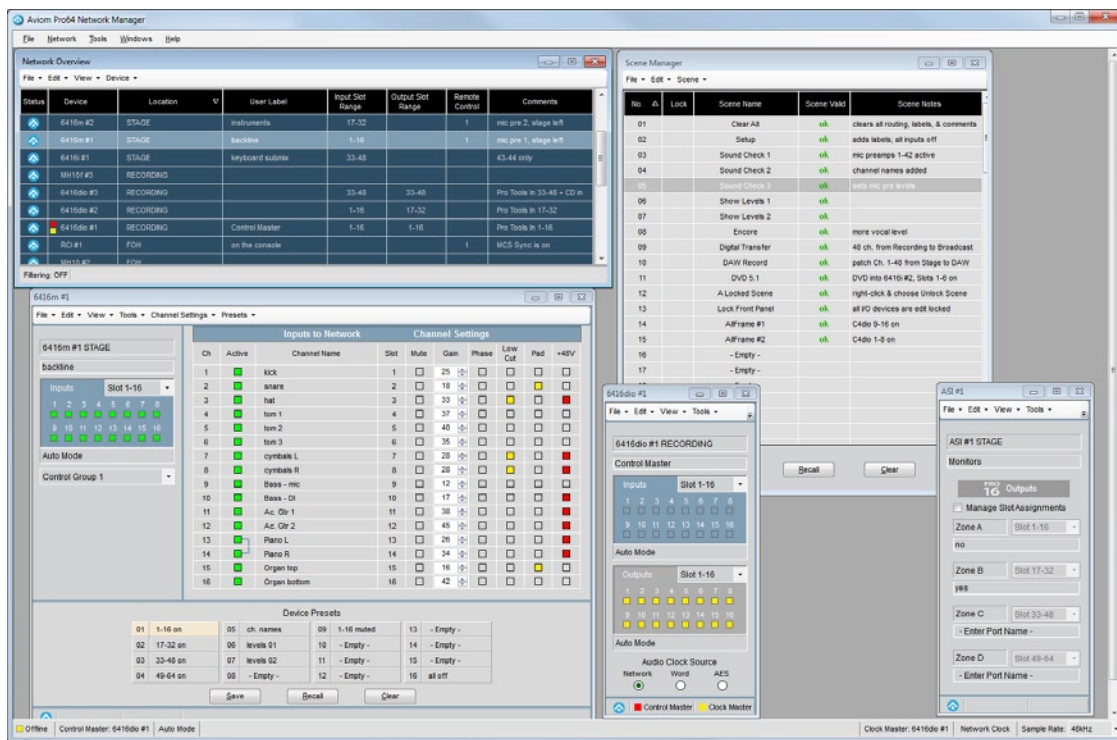 Aviom Pro64 Network Manager
File Network Tools Windows Help
Network Overview
File Edit View Device
Status Device Location User Label Input Slot Range Output Slot Range Remote Control Comments
6416m #2 STAGE instruments 17-32 1 mic pre 2, stage left
6416m #1 STAGE backline 1-16 1 mic pre 1, stage left
6416i #1 STAGE keyboard submix 33-48 43-44 only
MH10f #3 RECORDING
6416dio #3 RECORDING 33-48 33-48 Pro Tools In 33-48 + CD in
6416dio #2 RECORDING 1-16 17-32 Pro Tools In 17-32
6416dio #1 RECORDING Control Master 1-16 1-16 Pro Tools In 1-16
RCI #1 FOH on the console 1 MCS Sync is on
MH10 #2 FOH
Filtering: OFF
Scene Manager
File Edit Scene
No. Lock Scene Name Scene Valid Scene Notes
01 Clear All ok clears all routing, labels, & comments
02 Setup ok adds labels; all inputs off
03 Sound Check 1 ok mic preamps 1-42 active
04 Sound Check 2 ok channel names added
05 Sound Check 3 ok sets mic pre levels
06 Show Levels 1 ok
07 Show Levels 2 ok
08 Encore ok more vocal level
09 Digital Transfer ok 48 ch. from Recording to Broadcast
10 DAW Record ok patch Ch. 1-48 from Stage to DAW
11 DVD 5.1 ok DVD into 6416i #2, Slots 1-6 on
12 A Locked Scene ok right-click & choose Unlock Scene
13 Lock Front Panel ok all I/O devices are edit locked
14 AllFrame #1 ok C4dio 9-16 on
15 AllFrame #2 ok C4dio 1-8 on
16 - Empty -
17 - Empty -
Recall Clear
6416m #1
File Edit View Tools Channel Settings Presets
6416m #1 STAGE
backline
Inputs Slot 1-16
1 2 3 4 5 6 7 8
9 10 11 12 13 14 15 16
Auto Mode
Control Group 1
Inputs to Network Channel Settings
Ch Active Channel Name Slot Mute Gain Phase Low Cut Pad +48V
1 kick 1 25
2 snare 2 18
3 hat 3 33
4 tom 1 4 37
5 tom 2 5 40
6 tom 3 6 35
7 cymbals L 7 28
8 cymbals R 8 28
9 Bass - mic 9 12
10 Bass - DI 10 17
11 Ac. Gtr 1 11 38
12 Ac. Gtr 2 12 45
13 Piano L 13 26
14 Piano R 14 34
15 Organ top 15 16
16 Organ bottom 16 42
Device Presets
01 1-16 on 05 ch. names 09 1-16 muted 13 - Empty -
02 17-32 on 06 levels 01 10 - Empty - 14 - Empty -
03 33-48 on 07 levels 02 11 - Empty - 15 - Empty -
04 49-64 on 08 - Empty - 12 - Empty - 16 all off
Save Recall Clear
6416dio #1
File Edit View Tools
6416dio #1 RECORDING
Control Master
Inputs Slot 1-16
1 2 3 4 5 6 7 8
9 10 11 12 13 14 15 16
Auto Mode
Outputs Slot 1-16
1 2 3 4 5 6 7 8
9 10 11 12 13 14 15 16
Auto Mode
Audio Clock Source
Network Word AES
Control Master Clock Master
ASI #1
File Edit View Tools
ASI #1 STAGE
Monitors
PRO 16 Outputs
Manage Slot Assignments
Zone A Slot 1-16
no
Zone B Slot 17-32
yes
Zone C Slot 33-48
- Enter Port Name -
Zone D Slot 49-64
- Enter Port Name -
Offline Control Master: 6416dio #1 Auto Mode Clock Master: 6416dio #1 Network Clock Sample Rate: 48kHz